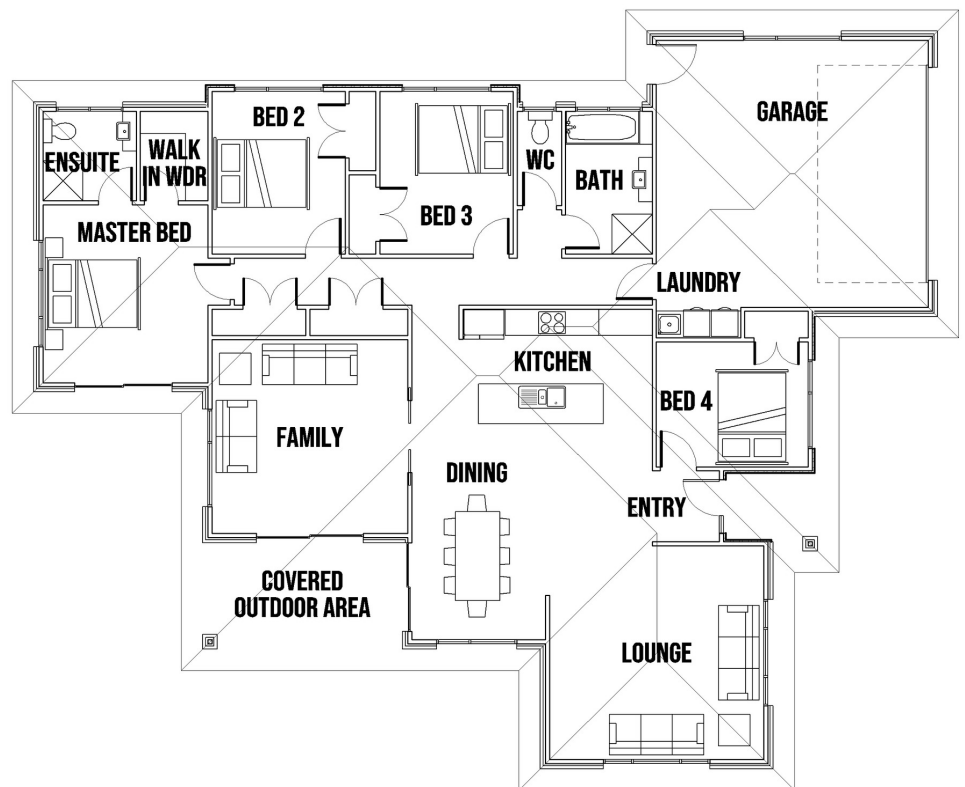 GARAGE
BED 2
ENSUITE
WALK
IN WDR
WC
BATH
BED 3
MASTER BED
LAUNDRY
KITCHEN
BED 4
FAMILY
DINING
ENTRY
COVERED
OUTDOOR AREA
LOUNGE